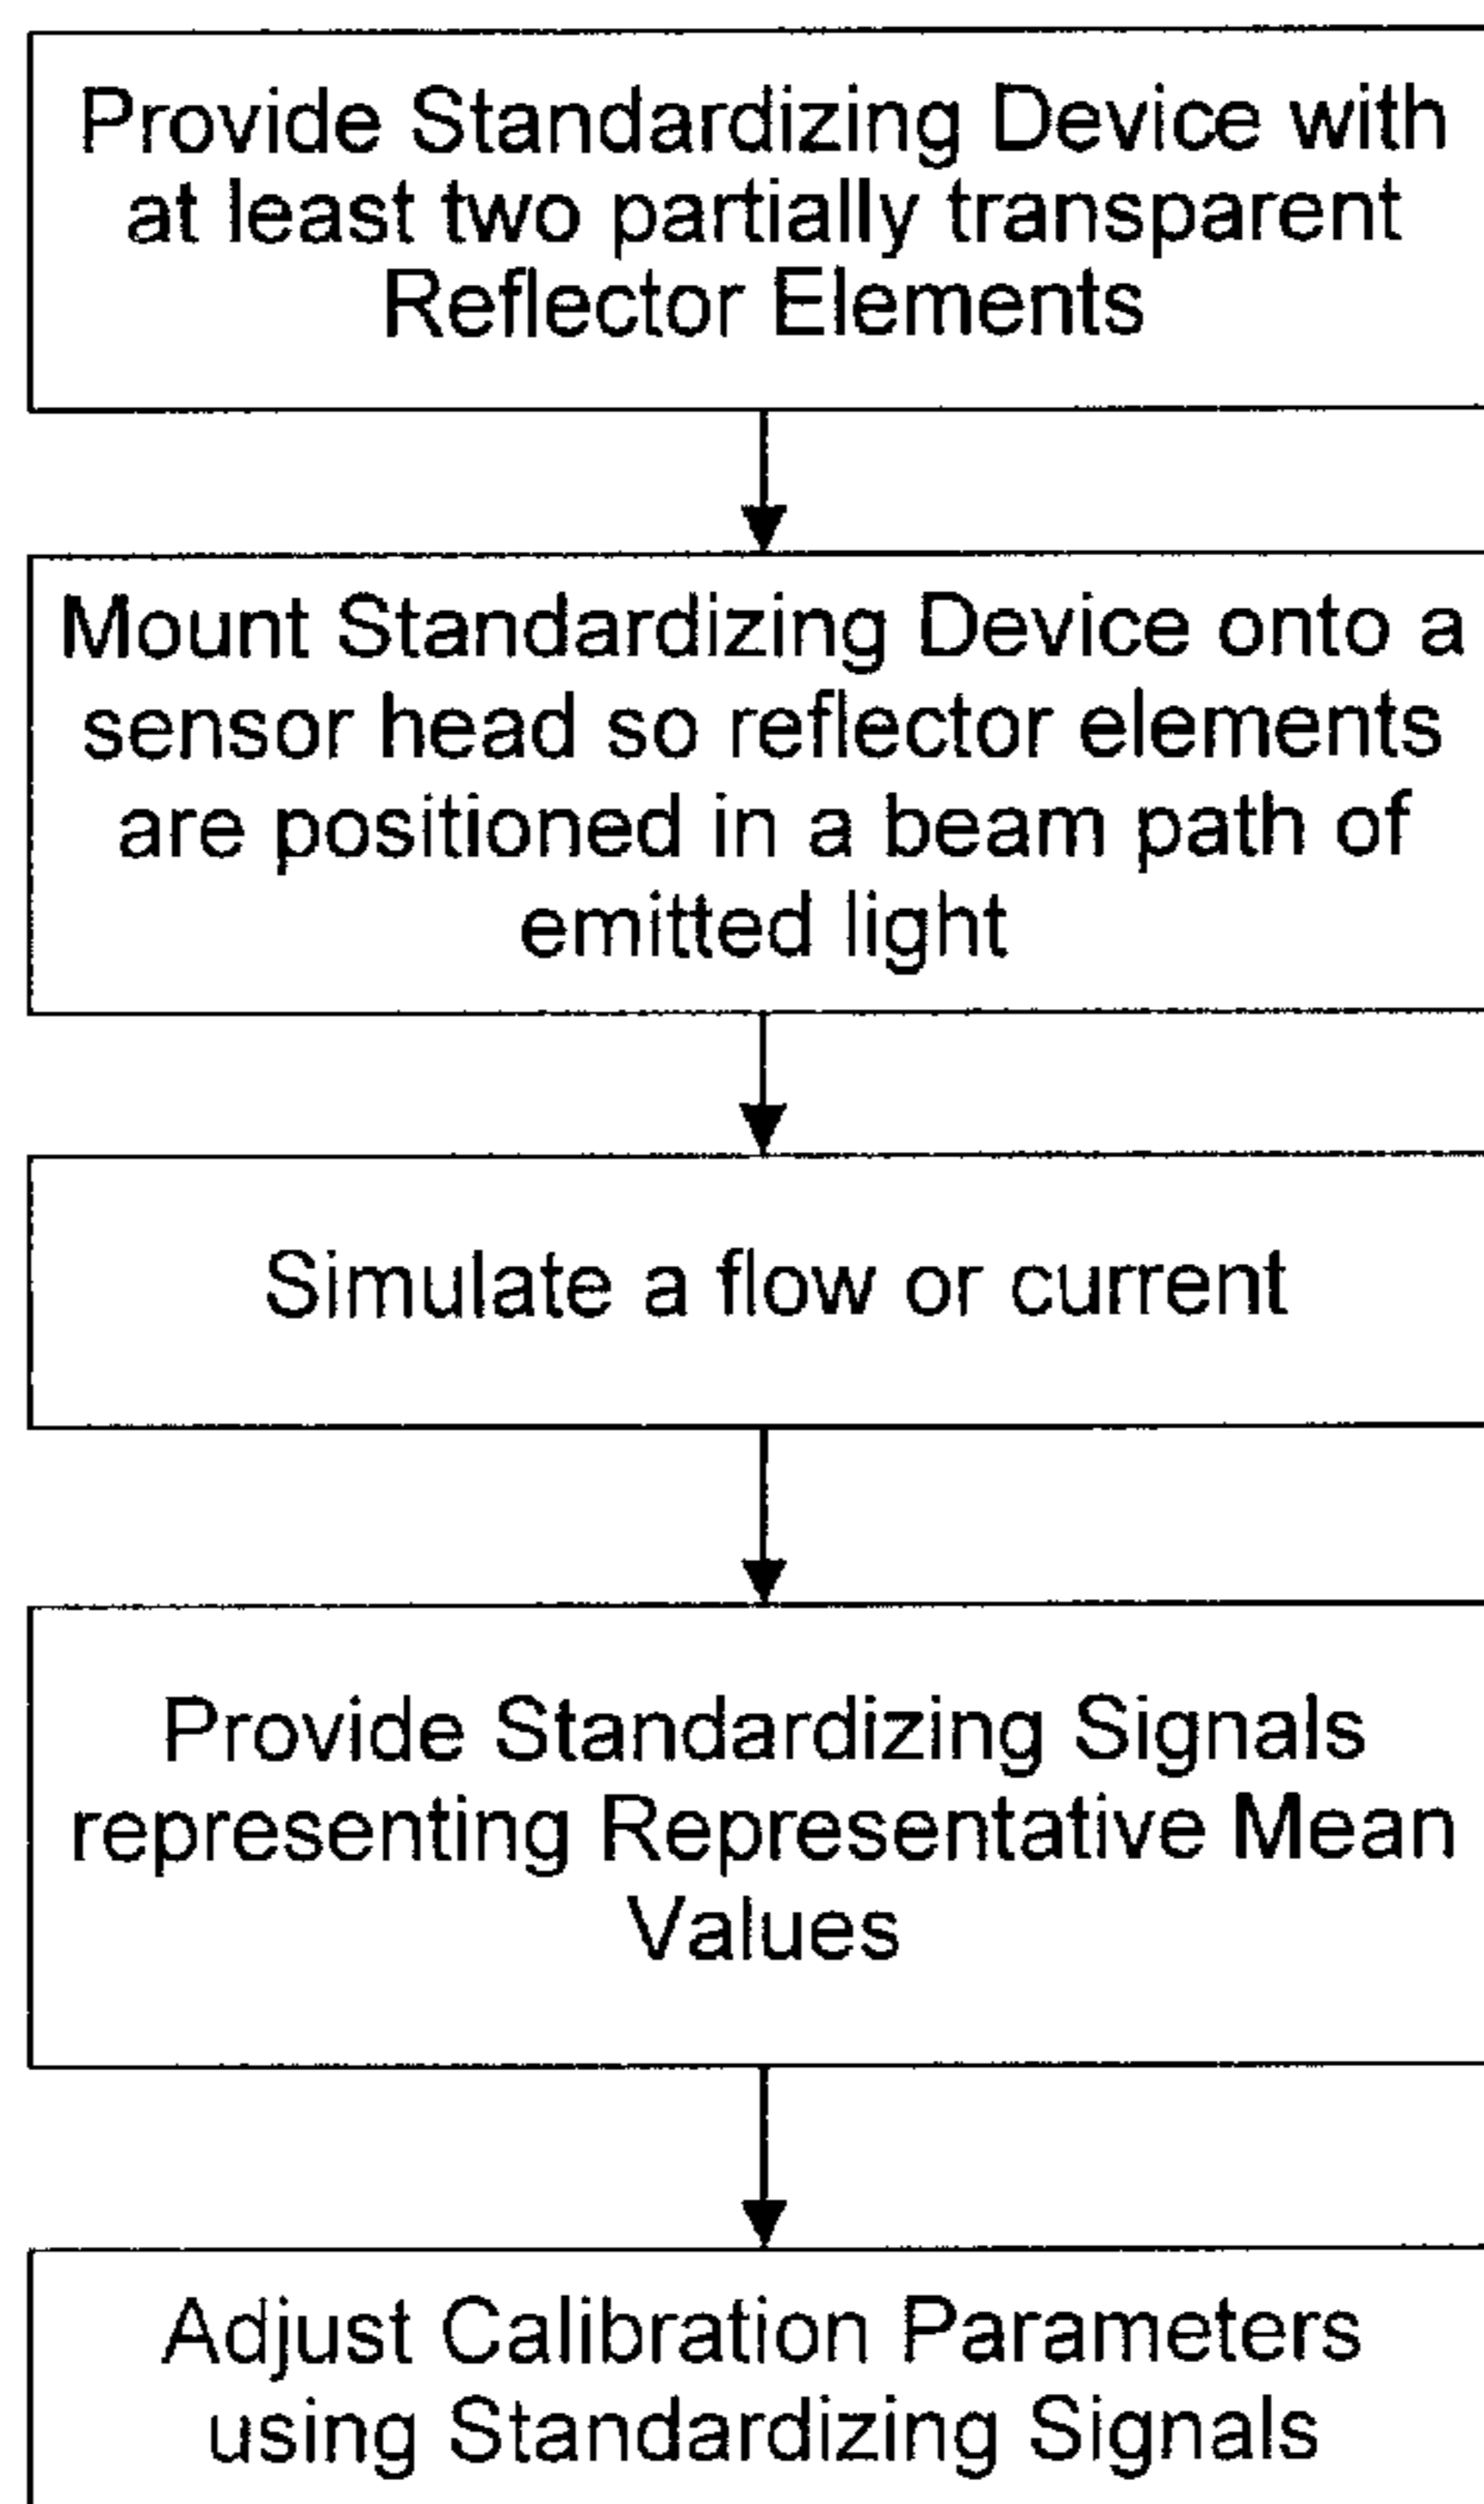 Provide Standardizing Device with
at least two partially transparent
Reflector Elements
Mount Standardizing Device onto a
sensor head so reflector elements
are positioned in a beam path of
emitted light
Simulate a flow or current
Provide Standardizing Signals
representing Representative Mean
Values
Adjust Calibration Parameters
using Standardizing Signals